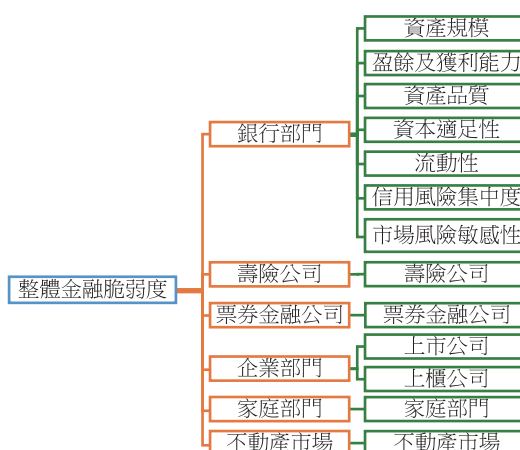 整體金融脆弱度
銀行部門
資產規模
盈餘及獲利能力
資產品質
資本適足性
流動性
信用風險集中度
市場風險敏感性
壽險公司
壽險公司
票券金融公司
票券金融公司
企業部門
上市公司
上櫃公司
家庭部門
家庭部門
不動產市場
不動產市場